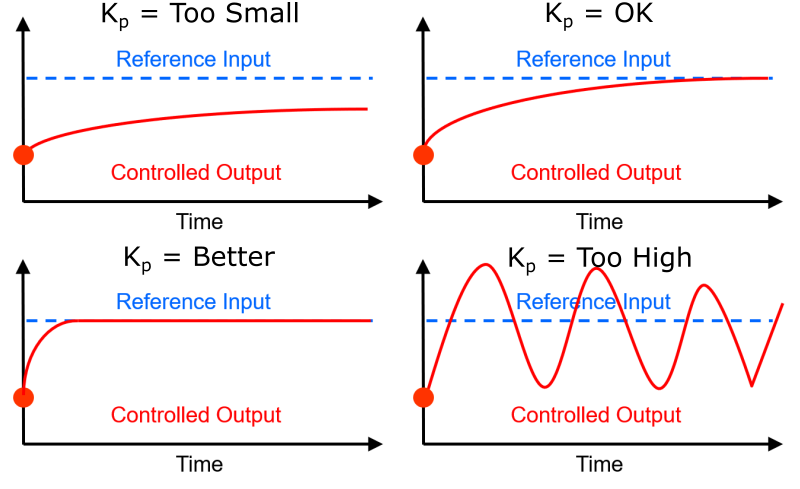 Kp = Too Small
Reference Input
Controlled Output
Time
Kp = OK
Reference Input
Controlled Output
Time
Kp = Better
Reference Input
Controlled Output
Time
Kp = Too High
Reference Input
Controlled Output
Time